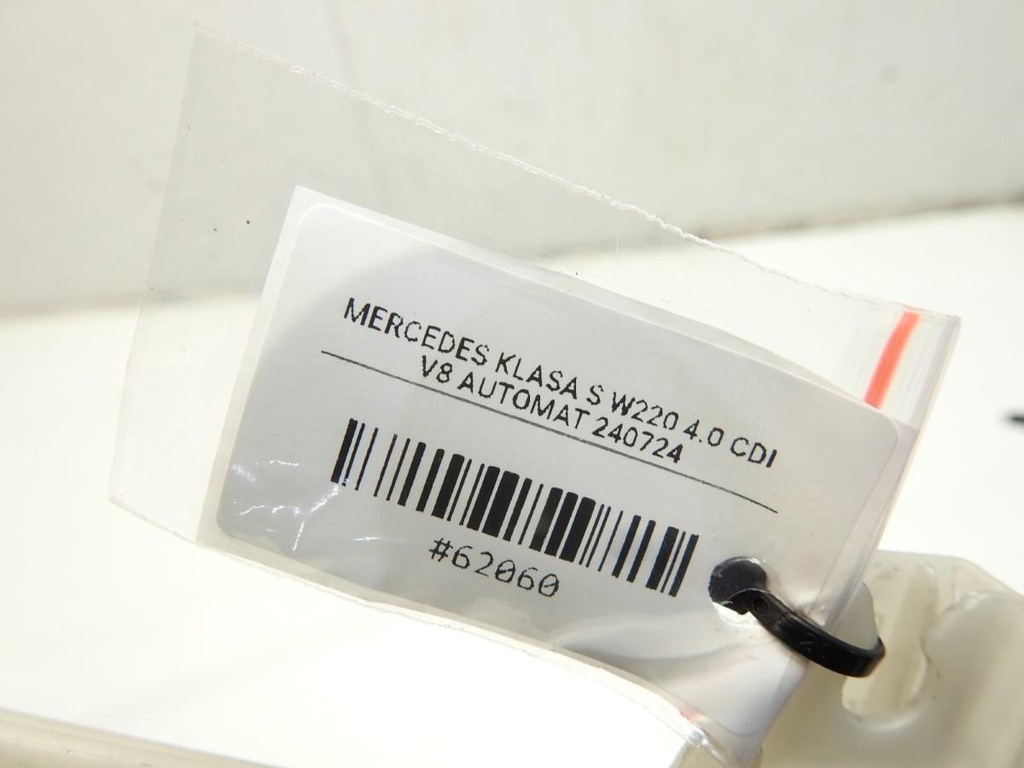 MERCEDES KLASA S W220 4.0 CDI
V8 AUTOMAT 240724
#62060